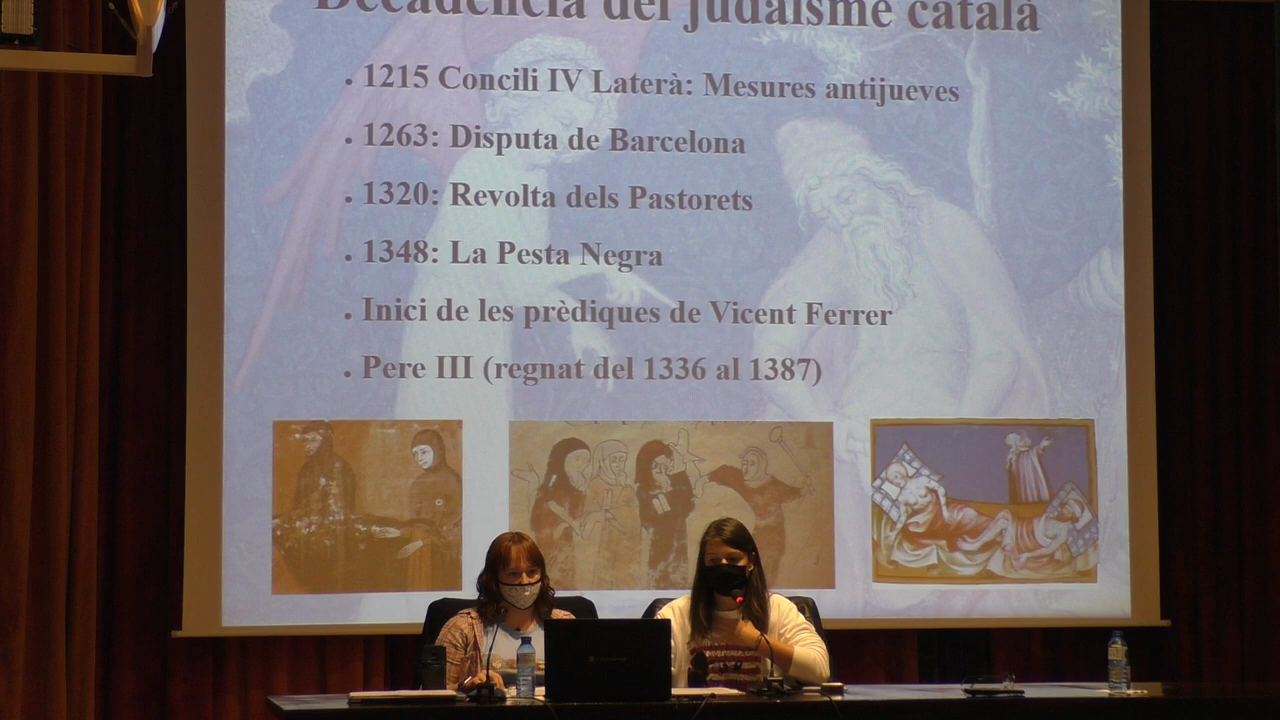 Decadència del judaisme català
. 1215 Concili IV Laterà: Mesures antijueves
. 1263: Disputa de Barcelona
. 1320: Revolta dels Pastorets
. 1348: La Pesta Negra
. Inici de les prèdiques de Vicent Ferrer
. Pere III (regnat del 1336 al 1387)